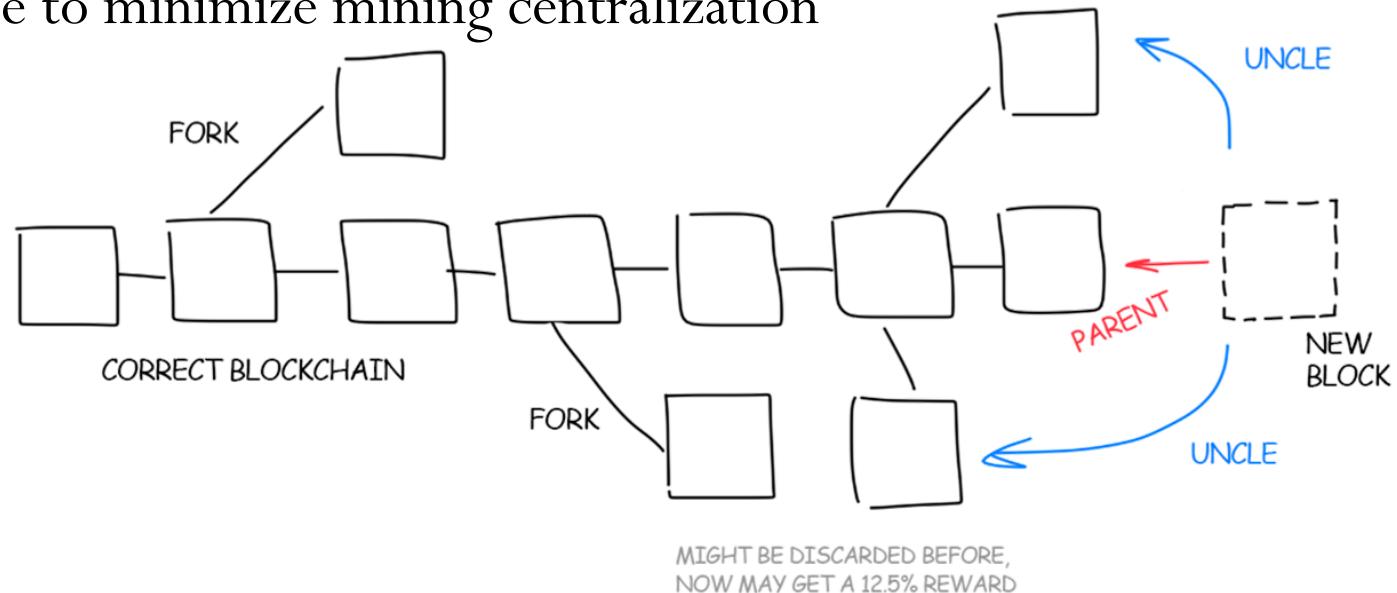 e to minimize mining centralization
UNCLE
FORK
PARENT
NEW
BLOCK
CORRECT BLOCKCHAIN
FORK
UNCLE
MIGHT BE DISCARDED BEFORE,
NOW MAY GET A 12.5% REWARD